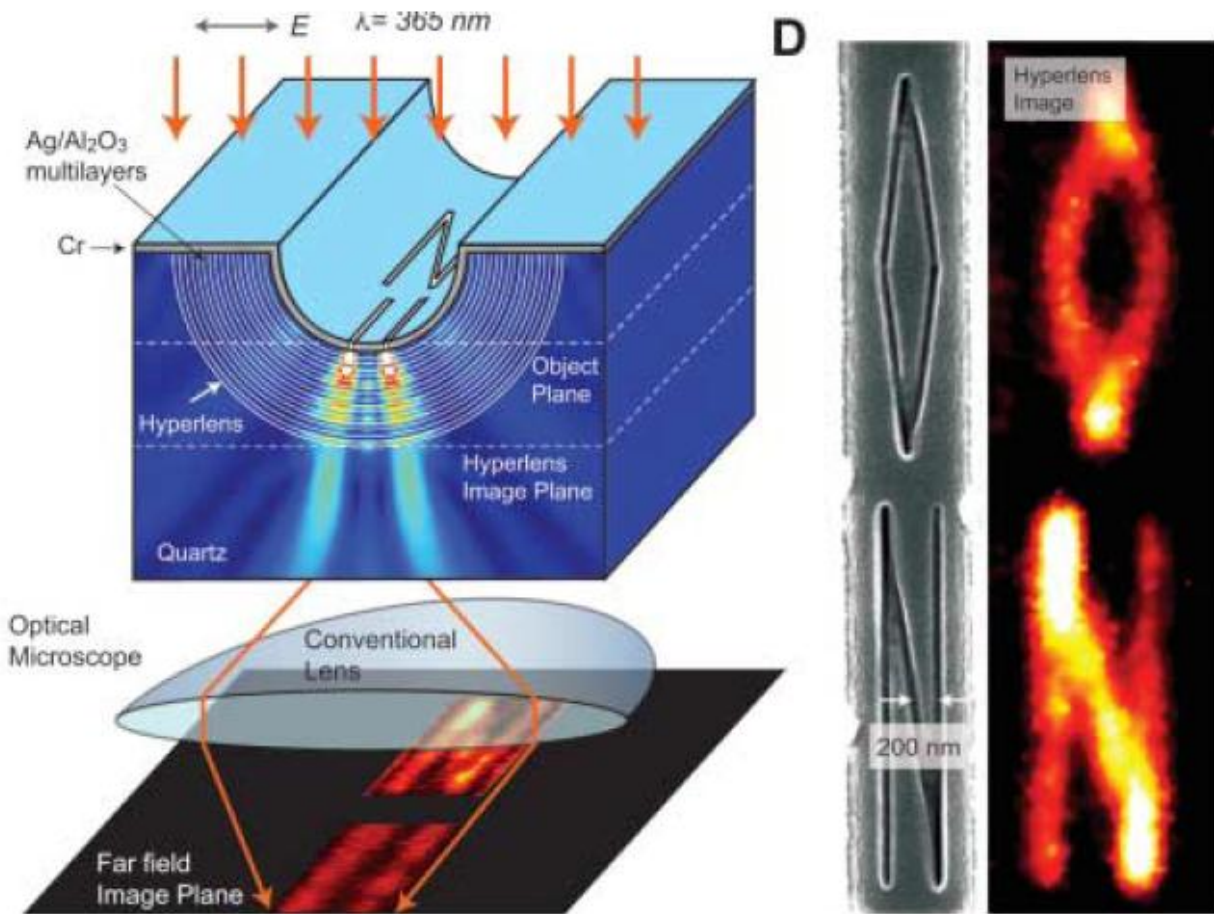 E
λ= 365 nm
Ag/Al₂O₃
multilayers
Cr
Object
Plane
Hyperlens
Hyperlens
Image Plane
Quartz
Optical
Microscope
Conventional
Lens
Far field
Image Plane
D
Hyperlens
Image
200 nm